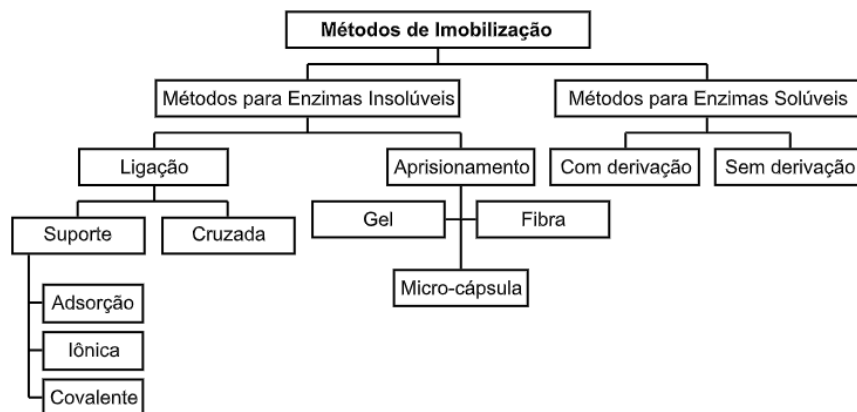 Métodos de Imobilização
Métodos para Enzimas Insolúveis
Métodos para Enzimas Solúveis
Ligação
Aprisionamento
Com derivação
Sem derivação
Suporte
Cruzada
Gel
Fibra
Micro-cápsula
Adsorção
Iônica
Covalente